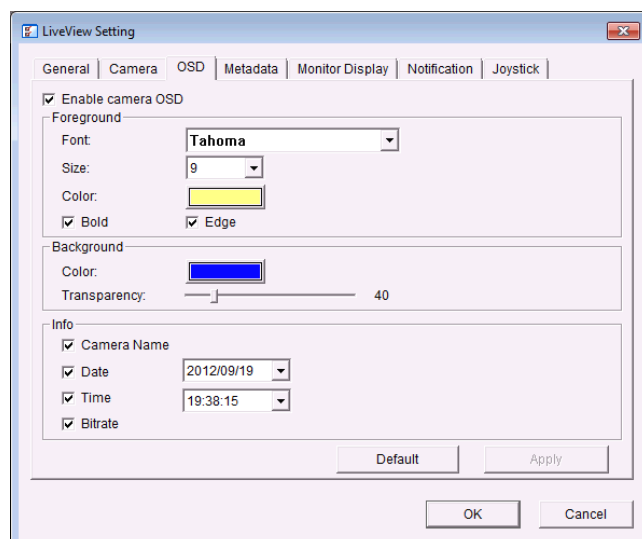 LiveView Setting
General Camera OSD Metadata Monitor Display Notification Joystick
Enable camera OSD
Foreground
Font: Tahoma
Size: 9
Color:
Bold Edge
Background
Color:
Transparency: 40
Info
Camera Name
Date 2012/09/19
Time 19:38:15
Bitrate
Default Apply
OK Cancel